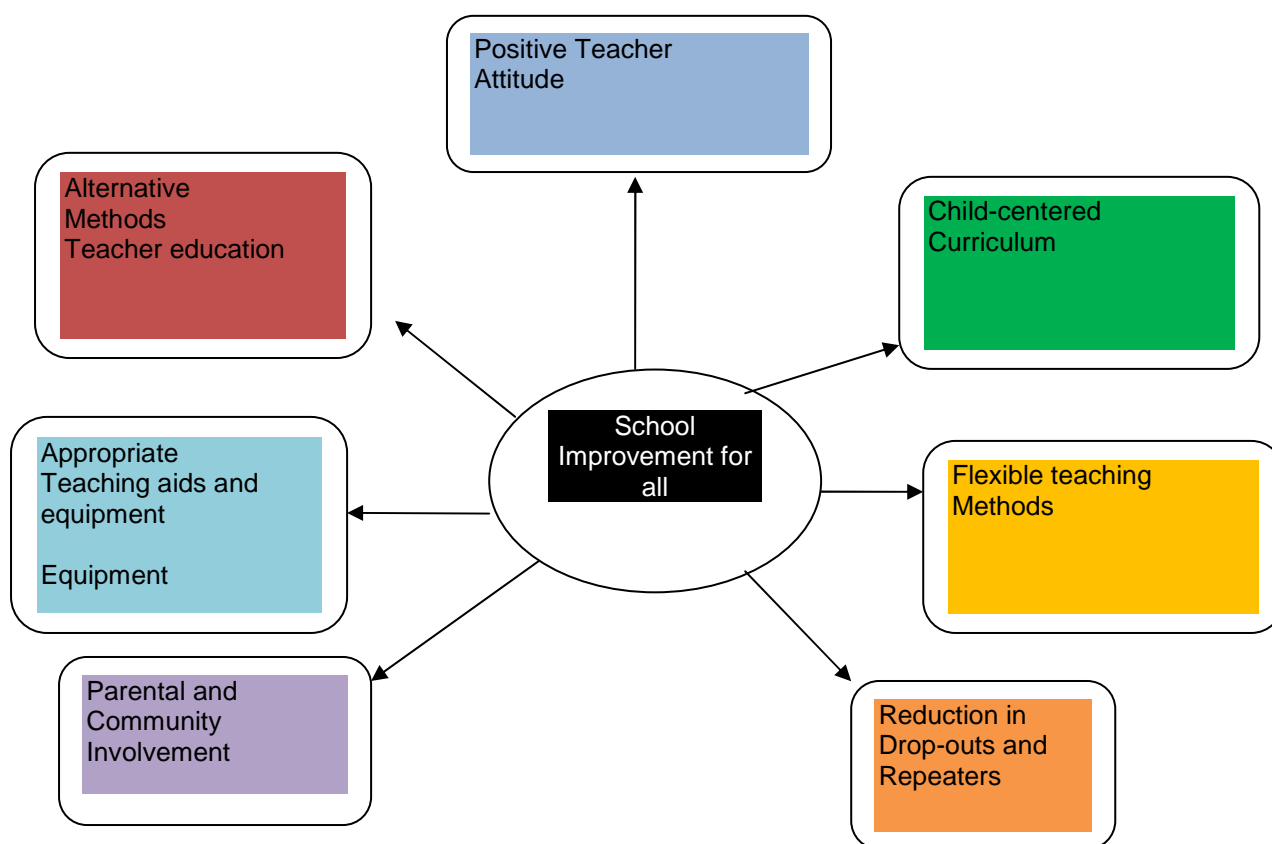 Positive Teacher
Attitude
Alternative
Methods
Teacher education
Child-centered
Curriculum
School
Improvement for
all
Appropriate
Teaching aids and
equipment
Equipment
Flexible teaching
Methods
Parental and
Community
Involvement
Reduction in
Drop-outs and
Repeaters